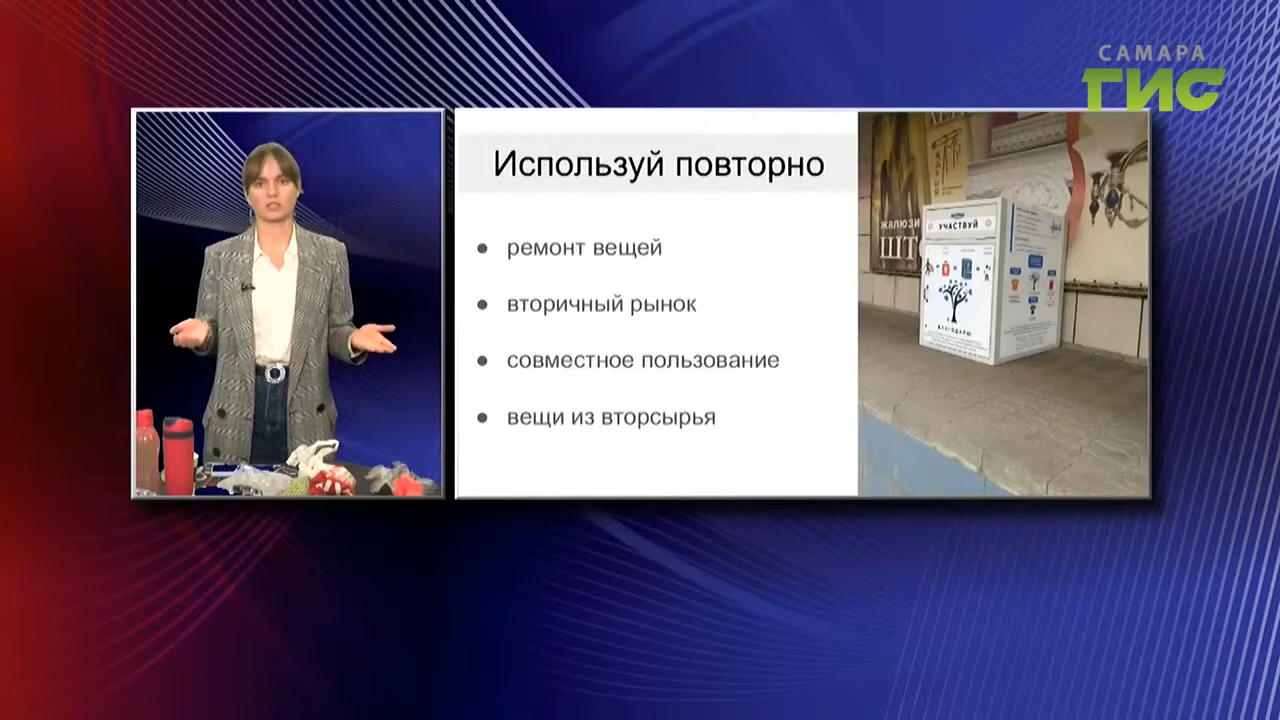 САМАРА
ГИС
Используй повторно
● ремонт вещей
● вторичный рынок
● совместное пользование
● вещи из вторсырья
жалюзи
ШТО
УЧАСТВУЙ
БЛАГОДАРЮ